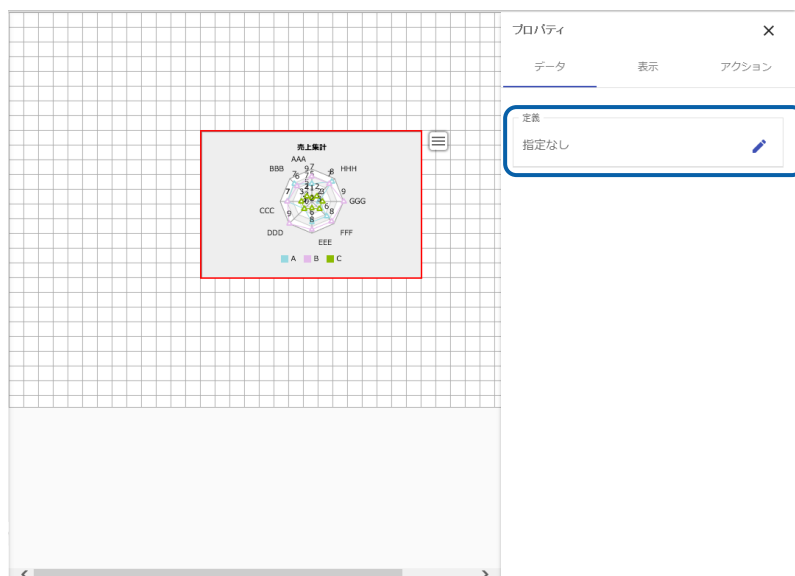 プロパティ
データ 表示 アクション
定義
指定なし
売上集計
AAA
BBB
HHH
GGG
CCC
DDD
FFF
EEE
A B C